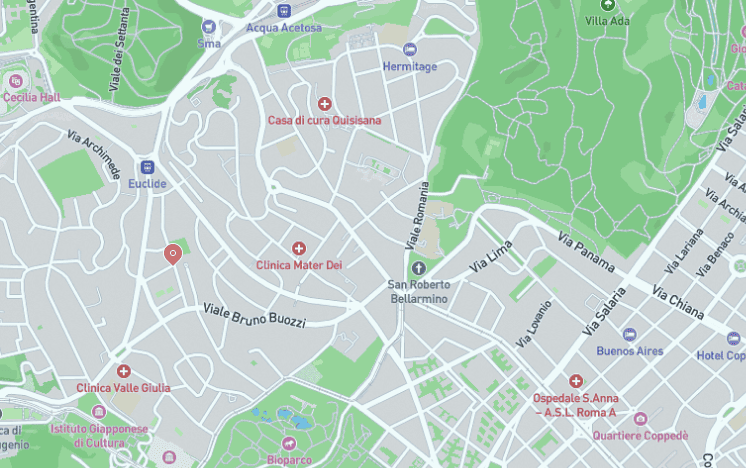 Villa Ada
Acqua Acetosa
Viale dei Settanta
Sma
Hermitage
Cecilia Hall
Casa di cura Quisisana
Via Archimede
Via Salaria
Euclide
Viale Romania
Via Lariana
Via Benaco
Via Panama
Via Lima
Clinica Mater Dei
San Roberto
Bellarmino
Via Chiana
Via Salaria
Viale Bruno Buozzi
Via Lovanio
Buenos Aires
Clinica Valle Giulia
Ospedale S.Anna
– A.S.L. Roma A
Istituto Giapponese
di Cultura
Quartiere Coppedè
Bioparco